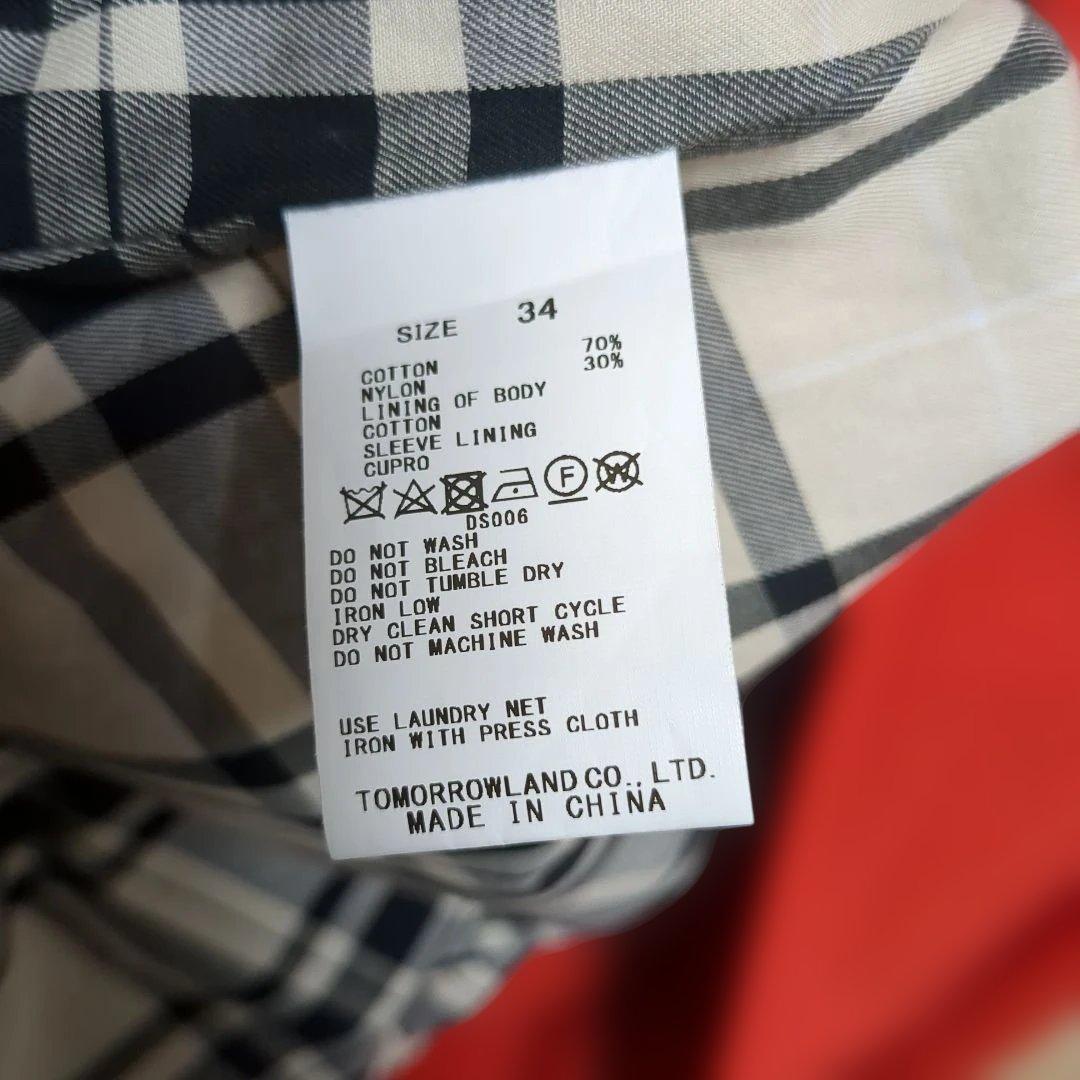 SIZE 34
COTTON 70%
NYLON 30%
LINING OF BODY
COTTON
SLEEVE LINING
CUPRO
F W
DS006
DO NOT WASH
DO NOT BLEACH
DO NOT TUMBLE DRY
IRON LOW
DRY CLEAN SHORT CYCLE
DO NOT MACHINE WASH
USE LAUNDRY NET
IRON WITH PRESS CLOTH
TOMORROWLAND CO., LTD.
MADE IN CHINA